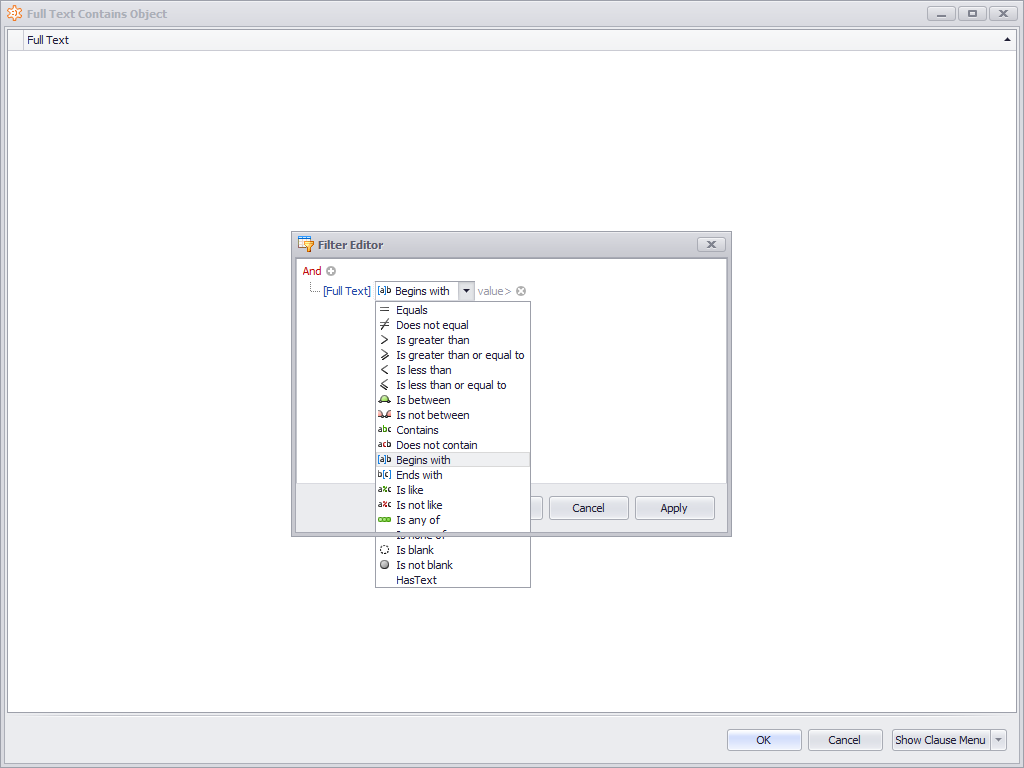 Full Text Contains Object
Full Text
Filter Editor
And
[Full Text] [a]b Begins with value>
Equals
Does not equal
Is greater than
Is greater than or equal to
Is less than
Is less than or equal to
Is between
Is not between
abc Contains
acb Does not contain
[a]b Begins with
b[c] Ends with
a%c Is like
a%c Is not like
Is any of
Is none of
Is blank
Is not blank
HasText
Cancel Apply
OK Cancel Show Clause Menu